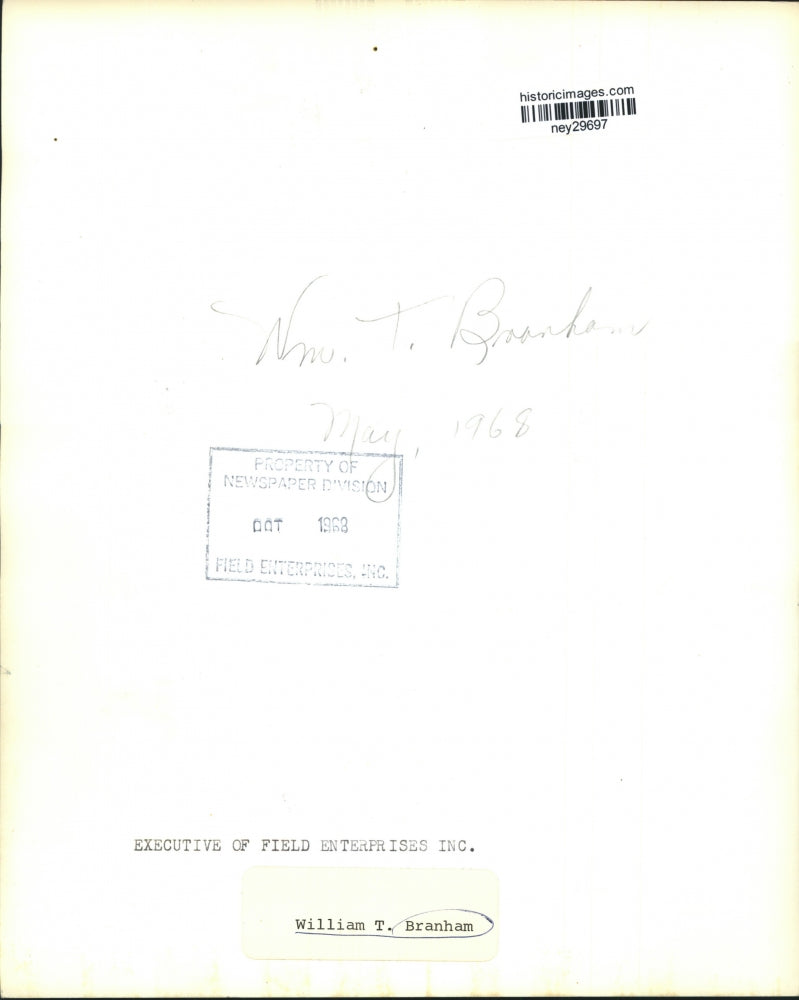 historicimages.com
ney29697
Wm. T. Branham
May, 1968
PROPERTY OF
NEWSPAPER DIVISION
OCT 1968
FIELD ENTERPRISES, INC.
EXECUTIVE OF FIELD ENTERPRISES INC.
William T. Branham